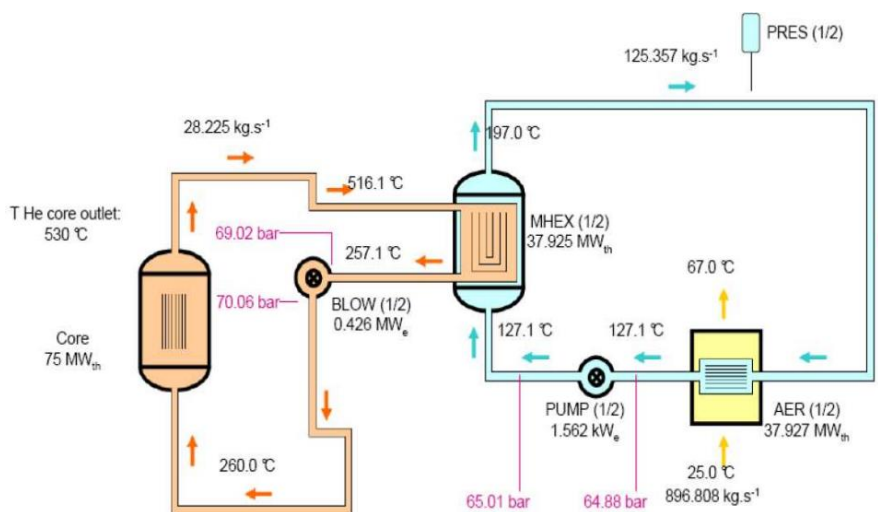 PRES (1/2)
125.357 kg.s⁻¹
28.225 kg.s⁻¹
197.0 °C
516.1 °C
T He core outlet:
530 °C
69.02 bar
257.1 °C
MHEX (1/2)
37.925 MWth
67.0 °C
70.06 bar
BLOW (1/2)
0.426 MWe
Core
75 MWth
127.1 °C
127.1 °C
PUMP (1/2)
1.562 kWe
AER (1/2)
37.927 MWth
260.0 °C
25.0 °C
896.808 kg.s⁻¹
65.01 bar
64.88 bar